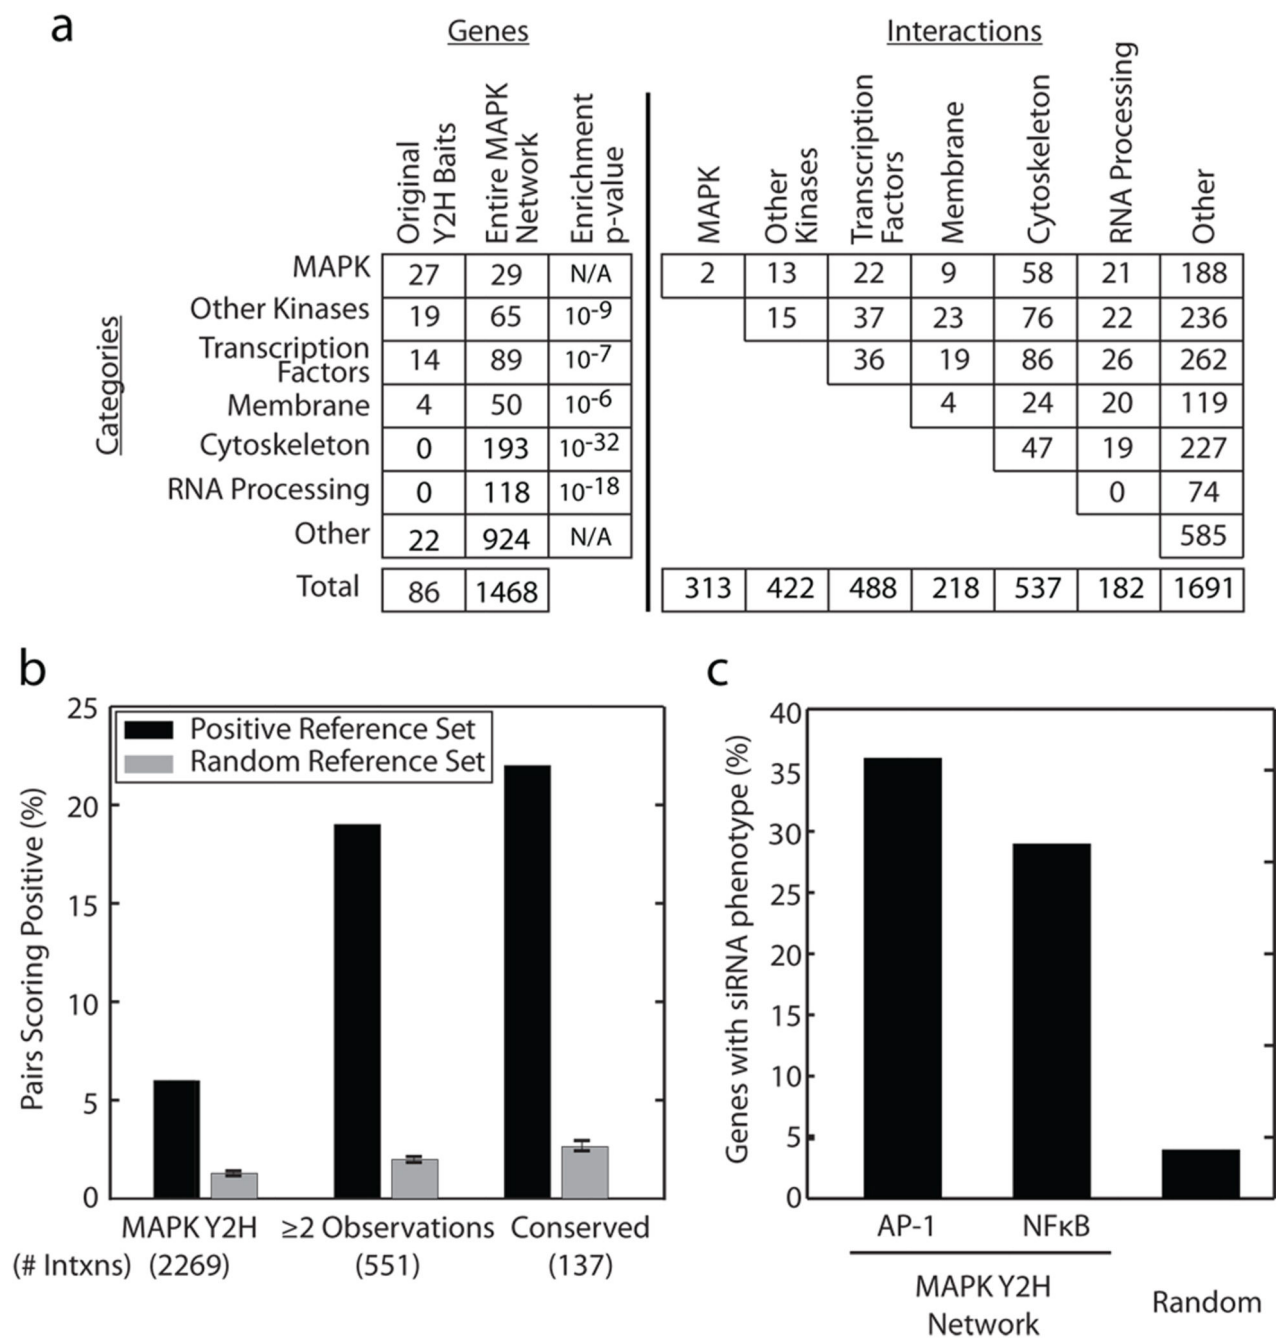 a
Genes
Interactions
Original
Y2H Baits
Entire MAPK
Network
Enrichment
p-value
MAPK
Other
Kinases
Transcription
Factors
Membrane
Cytoskeleton
RNA Processing
Other
Categories
MAPK 27 29 N/A 2 13 22 9 58 21 188
Other Kinases 19 65 10-9 15 37 23 76 22 236
Transcription
Factors 14 89 10-7 36 19 86 26 262
Membrane 4 50 10-6 4 24 20 119
Cytoskeleton 0 193 10-32 47 19 227
RNA Processing 0 118 10-18 0 74
Other 22 924 N/A 585
Total 86 1468 313 422 488 218 537 182 1691
b
Pairs Scoring Positive (%)
25
20
15
10
5
0
Positive Reference Set
Random Reference Set
MAPK Y2H ≥2 Observations Conserved
(# Intxns) (2269) (551) (137)
c
Genes with siRNA phenotype (%)
40
35
30
25
20
15
10
5
0
AP-1 NFκB
MAPK Y2H
Network
Random